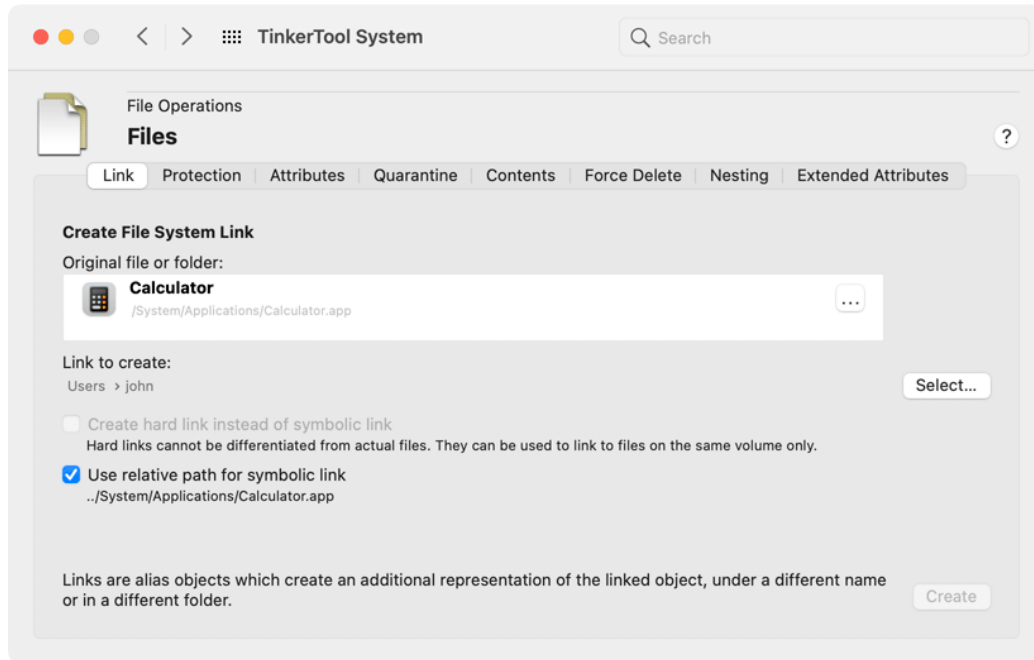 TinkerTool System
Search
File Operations
Files
?
Link Protection Attributes Quarantine Contents Force Delete Nesting Extended Attributes
Create File System Link
Original file or folder:
Calculator
/System/Applications/Calculator.app
...
Link to create:
Users › john
Select...
Create hard link instead of symbolic link
Hard links cannot be differentiated from actual files. They can be used to link to files on the same volume only.
Use relative path for symbolic link
../System/Applications/Calculator.app
Links are alias objects which create an additional representation of the linked object, under a different name
or in a different folder.
Create